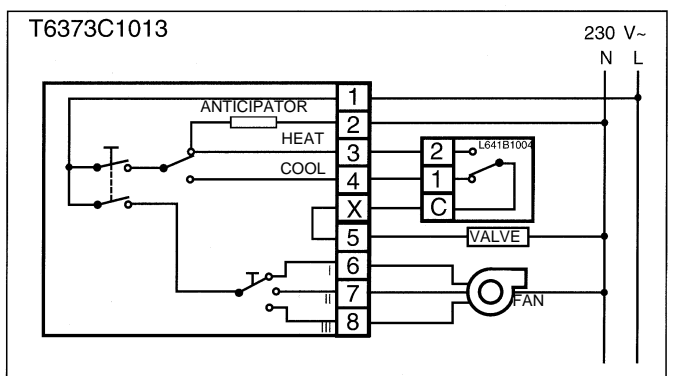 T6373C1013
230 V~
N L
1
ANTICIPATOR
2
HEAT
3
2
L641B1004
COOL
4
1
X
C
5
VALVE
I
6
II
7
FAN
III
8